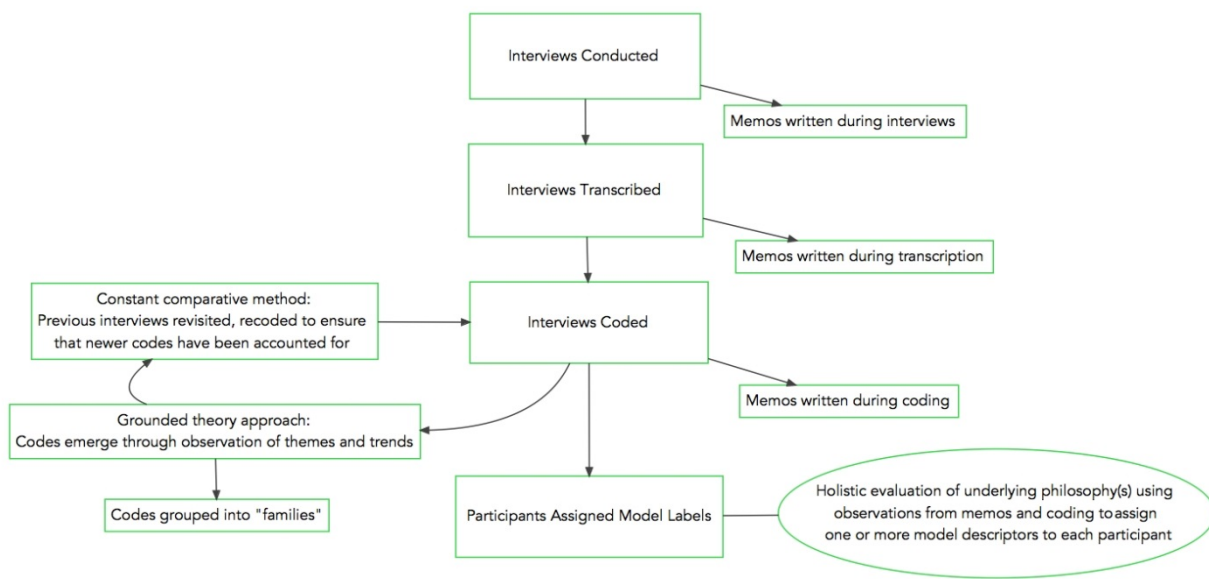 Interviews Conducted
Memos written during interviews
Interviews Transcribed
Memos written during transcription
Constant comparative method:
Previous interviews revisited, recoded to ensure
that newer codes have been accounted for
Interviews Coded
Memos written during coding
Grounded theory approach:
Codes emerge through observation of themes and trends
Codes grouped into "families"
Participants Assigned Model Labels
Holistic evaluation of underlying philosophy(s) using
observations from memos and coding to assign
one or more model descriptors to each participant